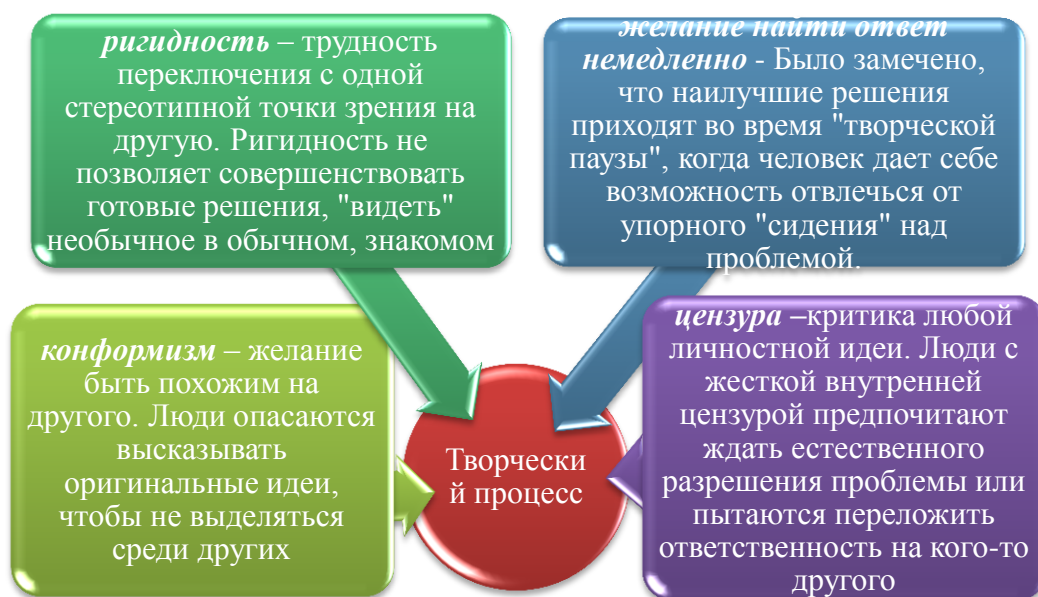 ригидность – трудность
переключения с одной
стереотипной точки зрения на
другую. Ригидность не
позволяет совершенствовать
готовые решения, "видеть"
необычное в обычном, знакомом
желание найти ответ
немедленно - Было замечено,
что наилучшие решения
приходят во время "творческой
паузы", когда человек дает себе
возможность отвлечься от
упорного "сидения" над
проблемой.
конформизм – желание
быть похожим на
другого. Люди опасаются
высказывать
оригинальные идеи,
чтобы не выделяться
среди других
Творчески
й процесс
цензура –критика любой
личностной идеи. Люди с
жесткой внутренней
цензурой предпочитают
ждать естественного
разрешения проблемы или
пытаются переложить
ответственность на кого-то
другого